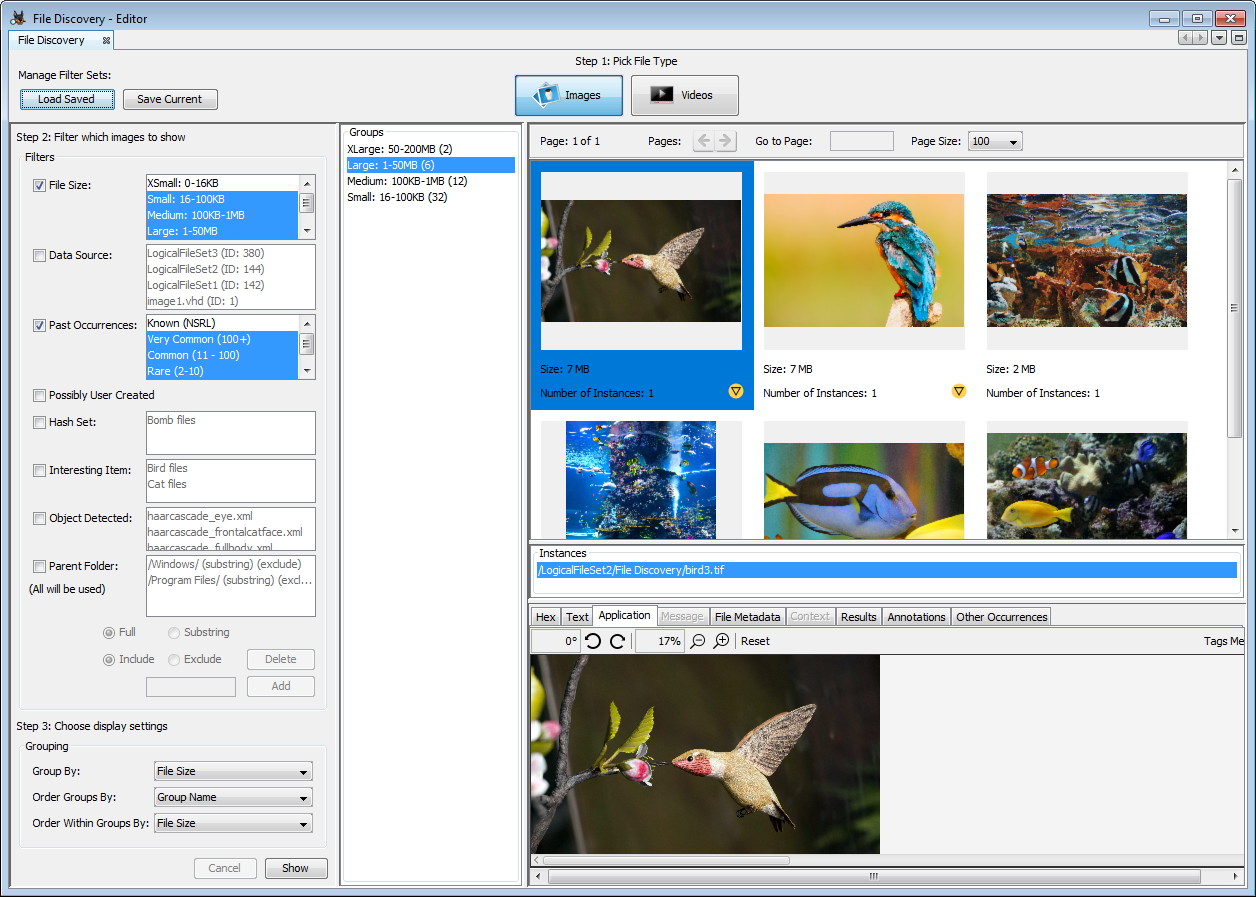 File Discovery - Editor
File Discovery
Step 1: Pick File Type
Manage Filter Sets:
Load Saved
Save Current
Images
Videos
Step 2: Filter which images to show
Filters
File Size:
XSmall: 0-16KB
Small: 16-100KB
Medium: 100KB-1MB
Large: 1-50MB
Data Source:
LogicalFileSet3 (ID: 380)
LogicalFileSet2 (ID: 144)
LogicalFileSet1 (ID: 142)
image1.vhd (ID: 1)
Past Occurrences:
Known (NSRL)
Very Common (100+)
Common (11 - 100)
Rare (2-10)
Possibly User Created
Hash Set:
Bomb files
Interesting Item:
Bird files
Cat files
Object Detected:
haarcascade_eye.xml
haarcascade_frontalcatface.xml
haarcascade_fullbody.xml
Parent Folder:
(All will be used)
/Windows/ (substring) (exclude)
/Program Files/ (substring) (excl...
Full
Substring
Include
Exclude
Delete
Add
Step 3: Choose display settings
Grouping
Group By:
File Size
Order Groups By:
Group Name
Order Within Groups By:
File Size
Cancel
Show
Groups
XLarge: 50-200MB (2)
Large: 1-50MB (6)
Medium: 100KB-1MB (12)
Small: 16-100KB (32)
Page: 1 of 1
Pages:
Go to Page:
Page Size:
100
Size: 7 MB
Number of Instances: 1
Size: 7 MB
Number of Instances: 1
Size: 2 MB
Number of Instances: 1
Instances
/LogicalFileSet2/File Discovery/bird3.tif
Hex
Text
Application
Message
File Metadata
Context
Results
Annotations
Other Occurrences
0°
17%
Reset
Tags Me